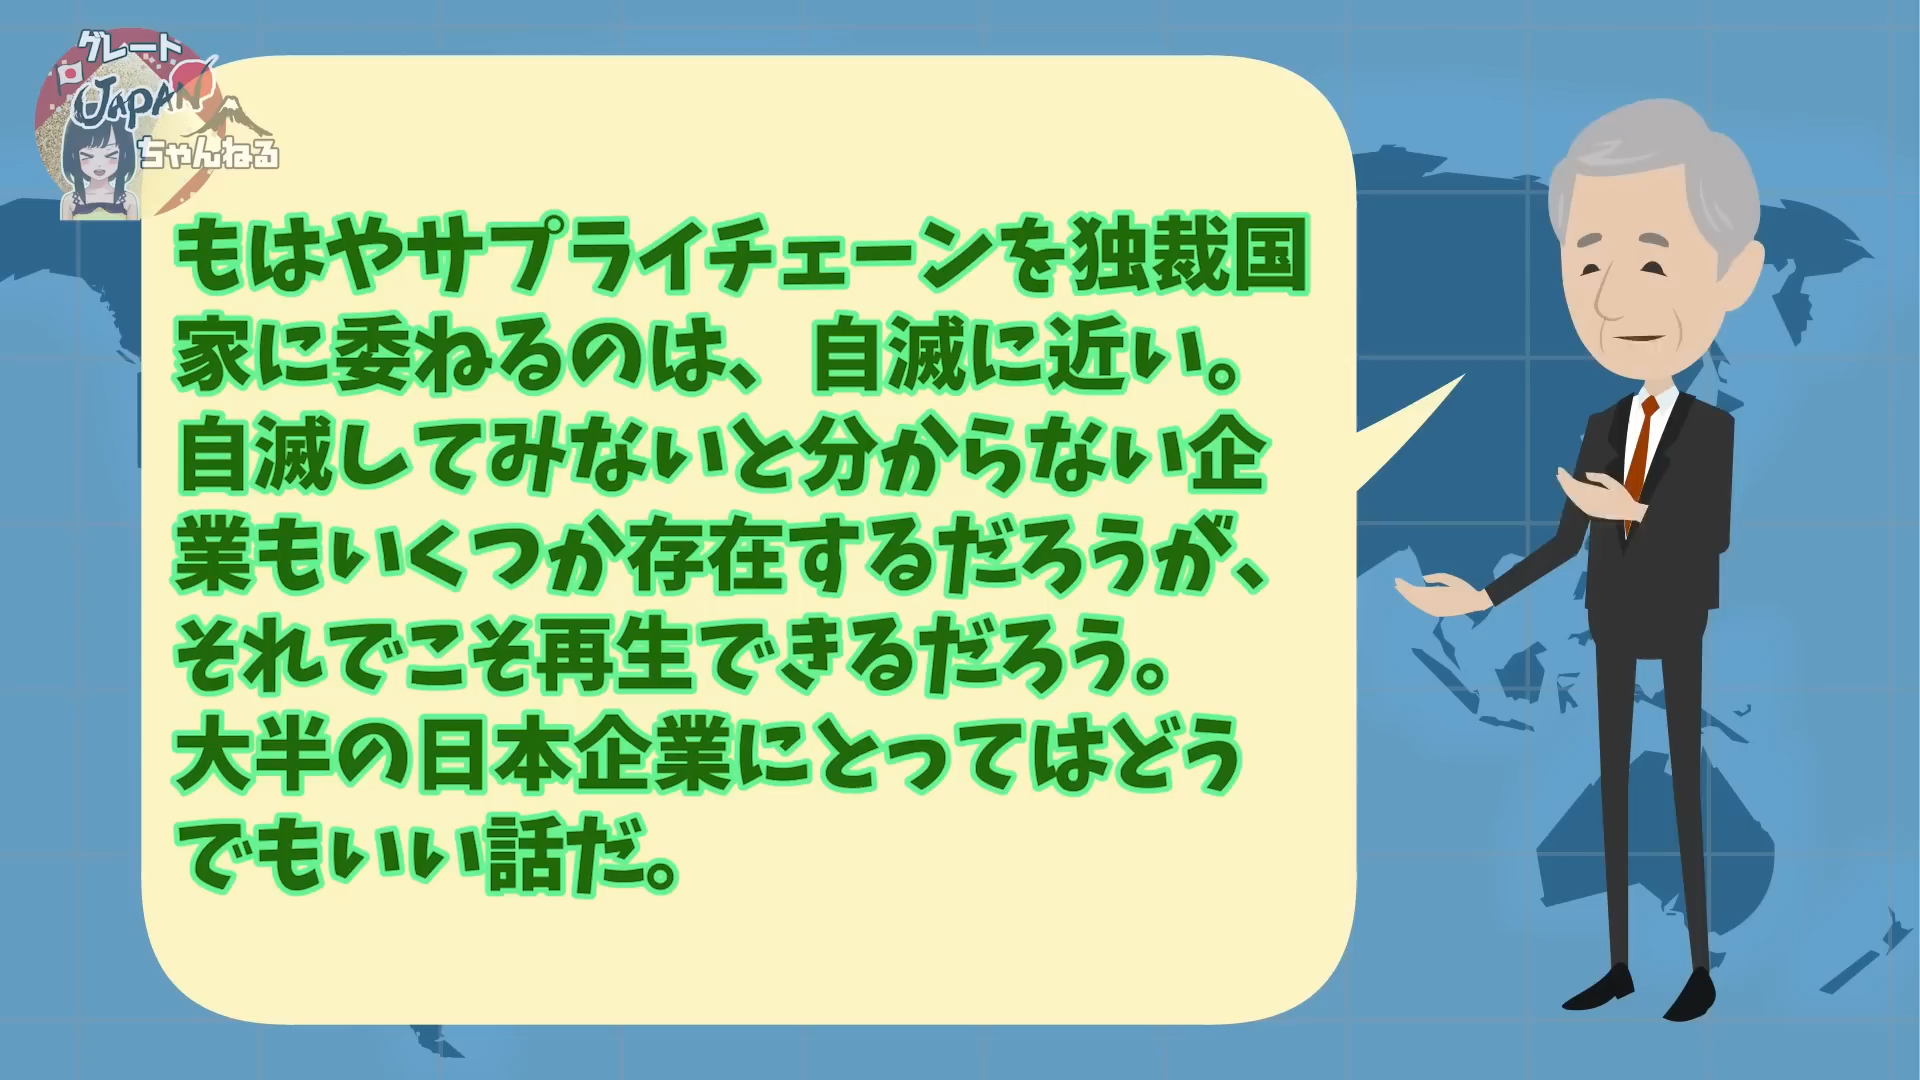 グレート
JAPAN
ちゃんねる
もはやサプライチェーンを独裁国
家に委ねるのは、自滅に近い。
自滅してみないと分からない企
業もいくつか存在するだろうが、
それでこそ再生できるだろう。
大半の日本企業にとってはどう
でもいい話だ。